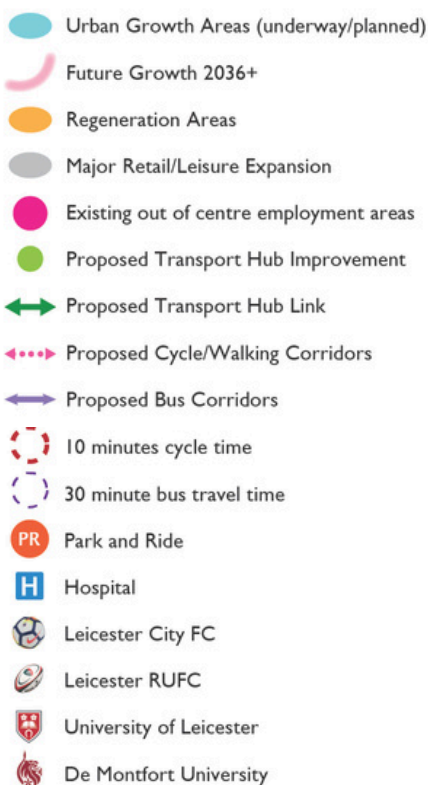 Urban Growth Areas (underway/planned)
Future Growth 2036+
Regeneration Areas
Major Retail/Leisure Expansion
Existing out of centre employment areas
Proposed Transport Hub Improvement
Proposed Transport Hub Link
Proposed Cycle/Walking Corridors
Proposed Bus Corridors
10 minutes cycle time
30 minute bus travel time
PR Park and Ride
H Hospital
Leicester City FC
Leicester RUFC
University of Leicester
De Montfort University